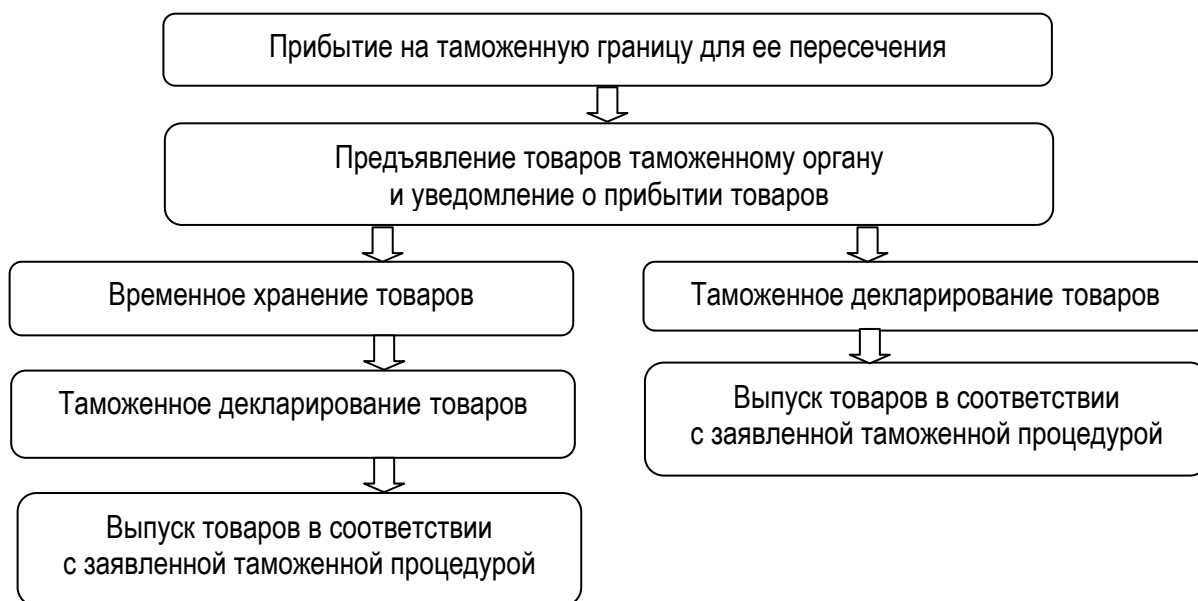 Прибытие на таможенную границу для ее пересечения
Предъявление товаров таможенному органу
и уведомление о прибытии товаров
Временное хранение товаров
Таможенное декларирование товаров
Выпуск товаров в соответствии
с заявленной таможенной процедурой
Таможенное декларирование товаров
Выпуск товаров в соответствии
с заявленной таможенной процедурой